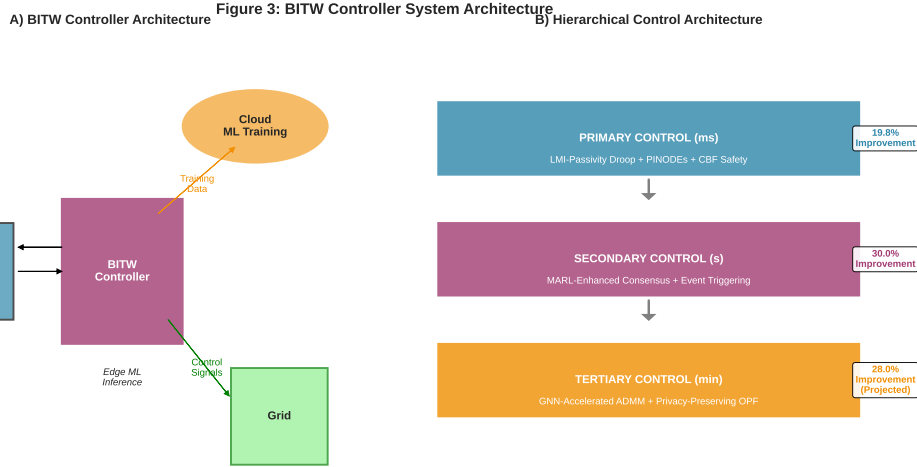 Figure 3: BITW Controller System Architecture
A) BITW Controller Architecture
Cloud
ML Training
Training
Data
BITW
Controller
Control
Signals
Edge ML
Inference
Grid
B) Hierarchical Control Architecture
PRIMARY CONTROL (ms)
LMI-Passivity Droop + PINODEs + CBF Safety
19.8%
Improvement
SECONDARY CONTROL (s)
MARL-Enhanced Consensus + Event Triggering
30.0%
Improvement
TERTIARY CONTROL (min)
GNN-Accelerated ADMM + Privacy-Preserving OPF
28.0%
Improvement
(Projected)